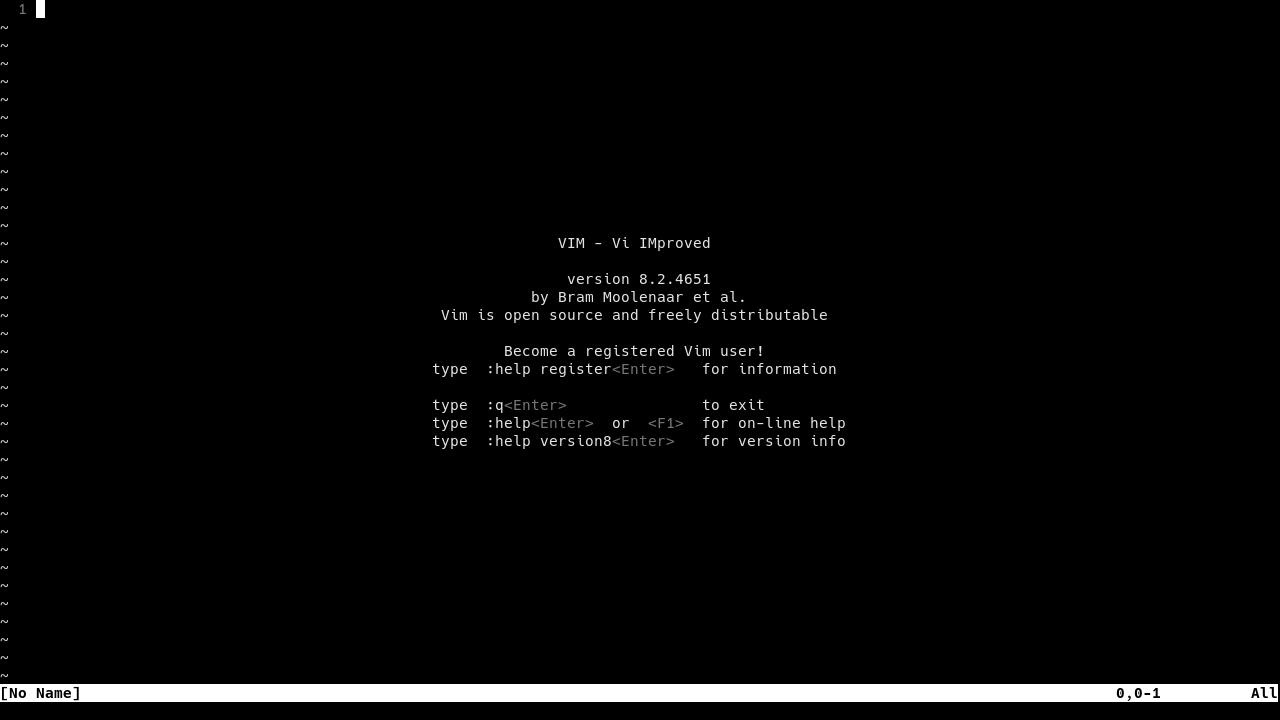 1
~
~
~
~
~
~
~
~
~
~
~
~
~ VIM - Vi IMproved
~
~ version 8.2.4651
~ by Bram Moolenaar et al.
~ Vim is open source and freely distributable
~
~ Become a registered Vim user!
~ type  :help register<Enter>   for information
~
~ type  :q<Enter>               to exit
~ type  :help<Enter>  or  <F1>  for on-line help
~ type  :help version8<Enter>   for version info
~
~
~
~
~
~
~
~
~
~
~
~
~
[No Name] 0,0-1 All